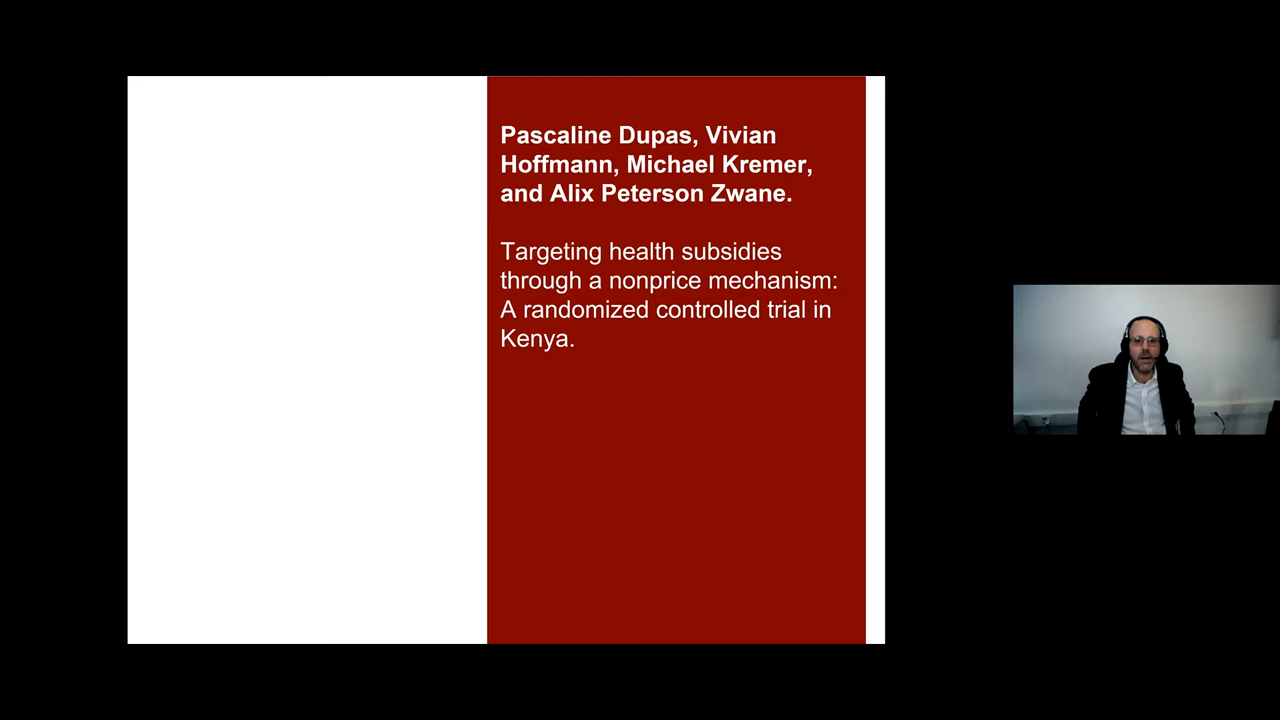 Pascaline Dupas, Vivian
Hoffmann, Michael Kremer,
and Alix Peterson Zwane.
Targeting health subsidies
through a nonprice mechanism:
A randomized controlled trial in
Kenya.